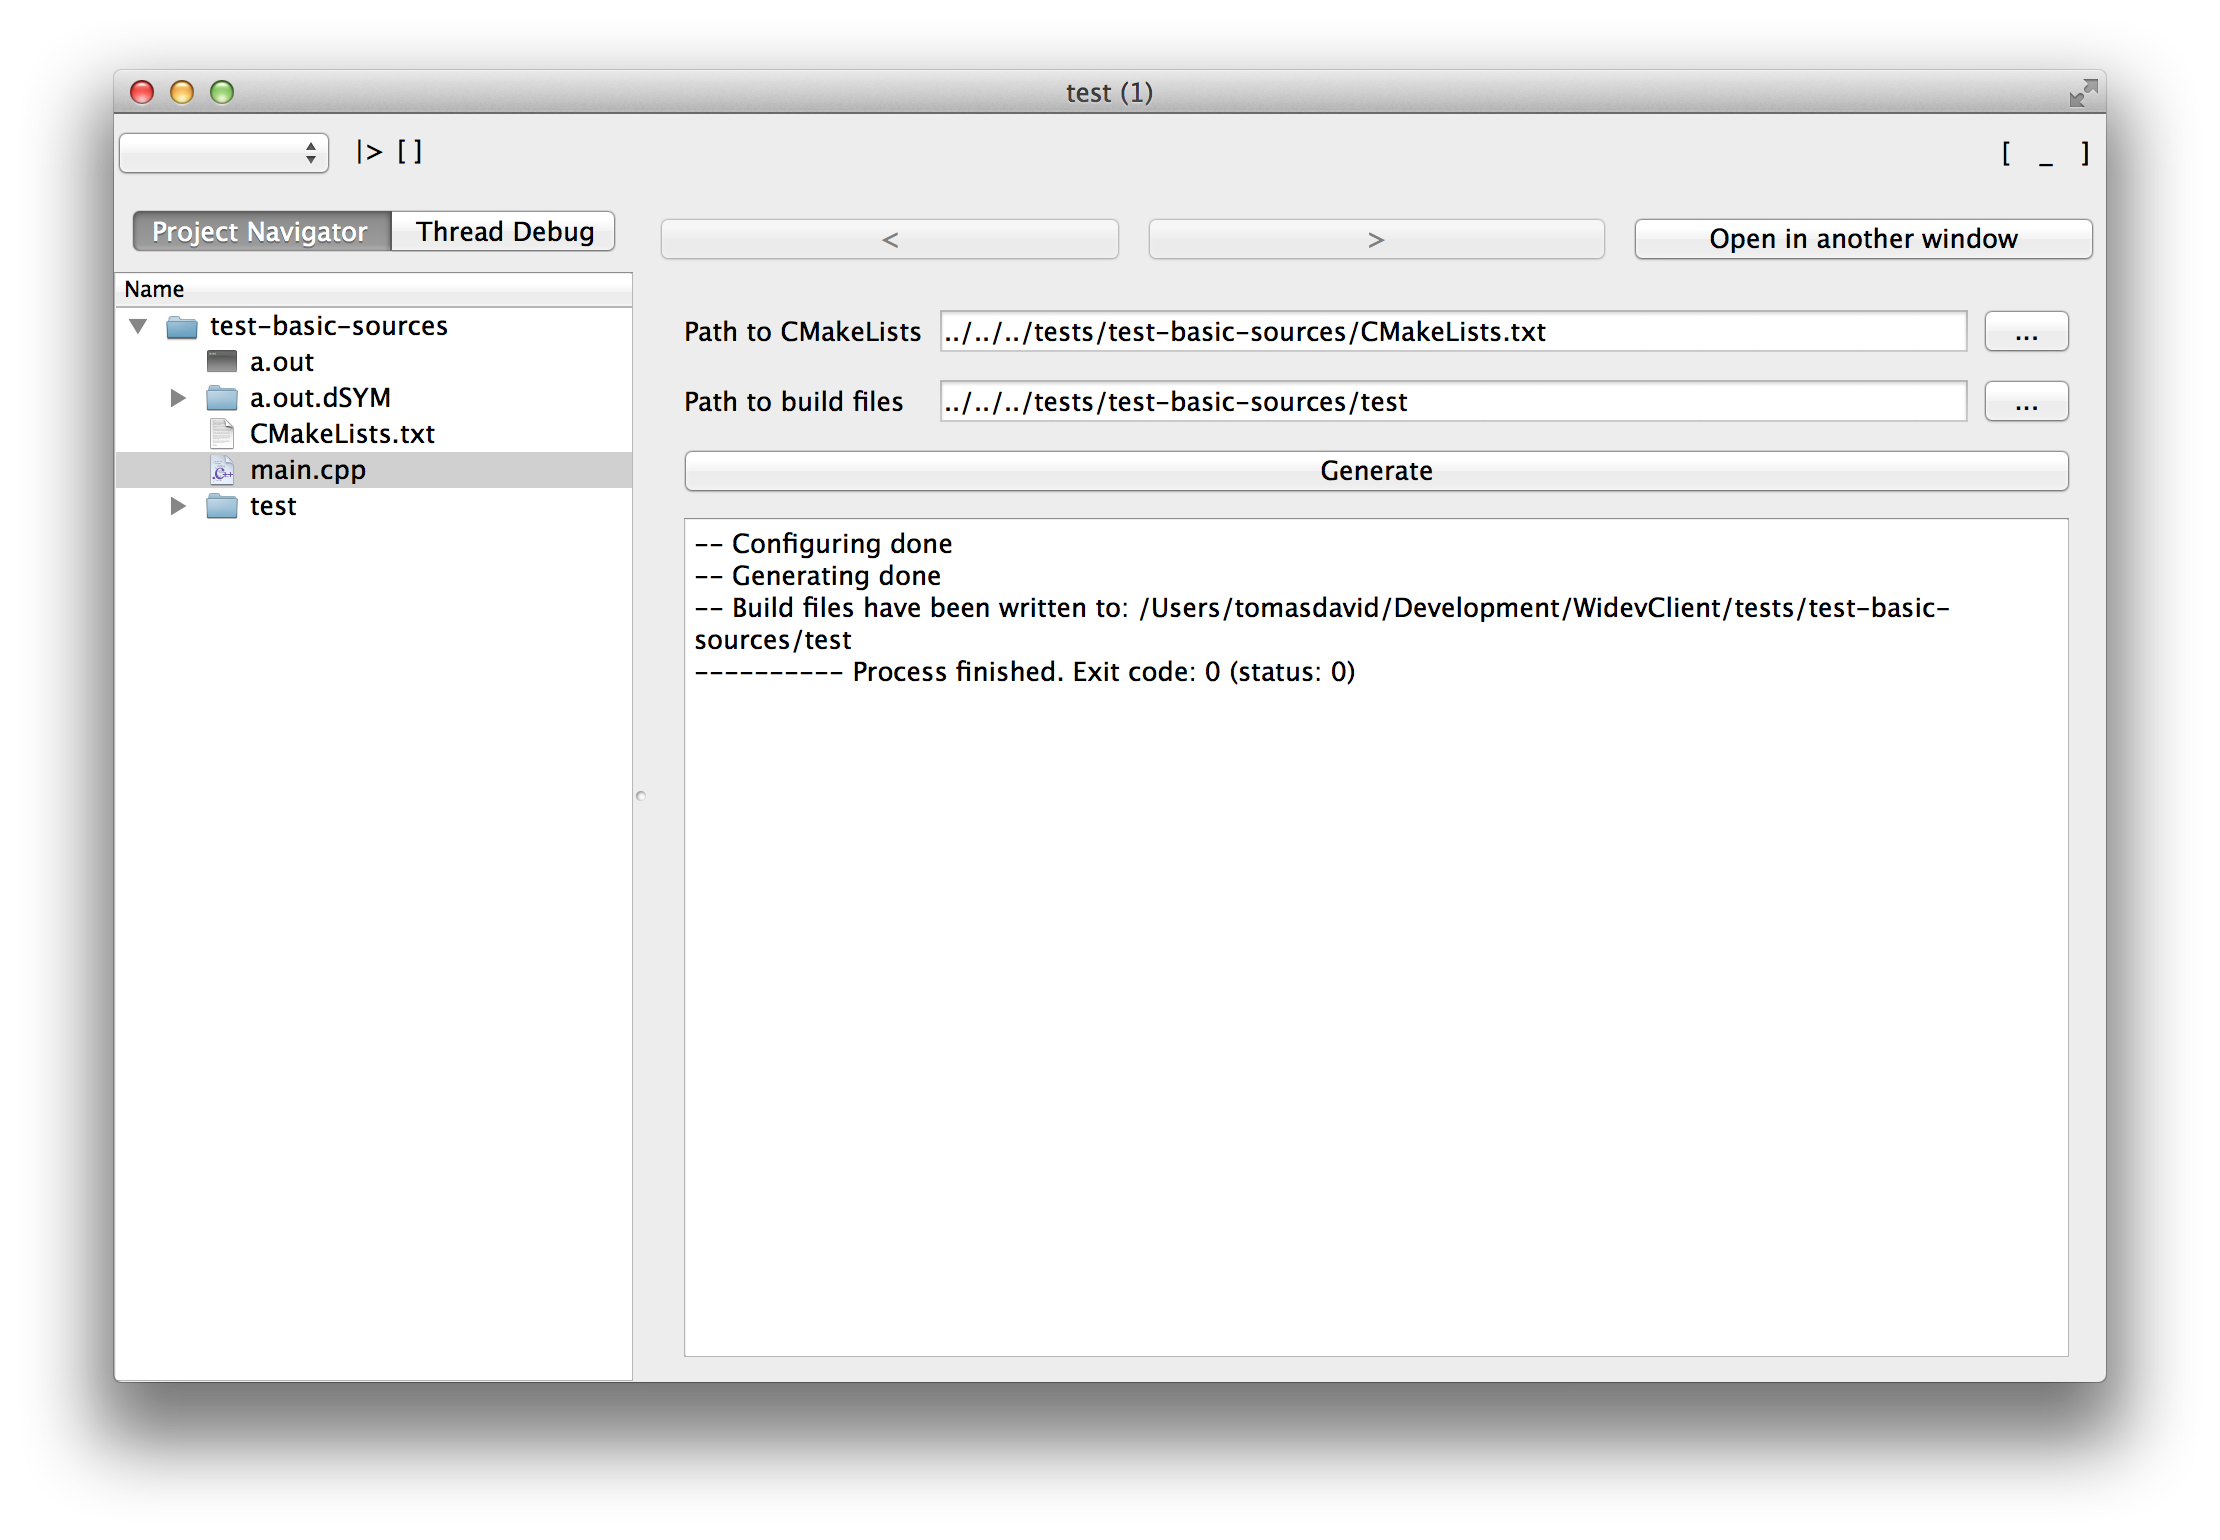 test (1)
|> []
[ _ ]
Project Navigator
Thread Debug
<
>
Open in another window
Name
test-basic-sources
a.out
a.out.dSYM
CMakeLists.txt
main.cpp
test
Path to CMakeLists
../../../tests/test-basic-sources/CMakeLists.txt
...
Path to build files
../../../tests/test-basic-sources/test
...
Generate
-- Configuring done
-- Generating done
-- Build files have been written to: /Users/tomasdavid/Development/WidevClient/tests/test-basic-
sources/test
---------- Process finished. Exit code: 0 (status: 0)